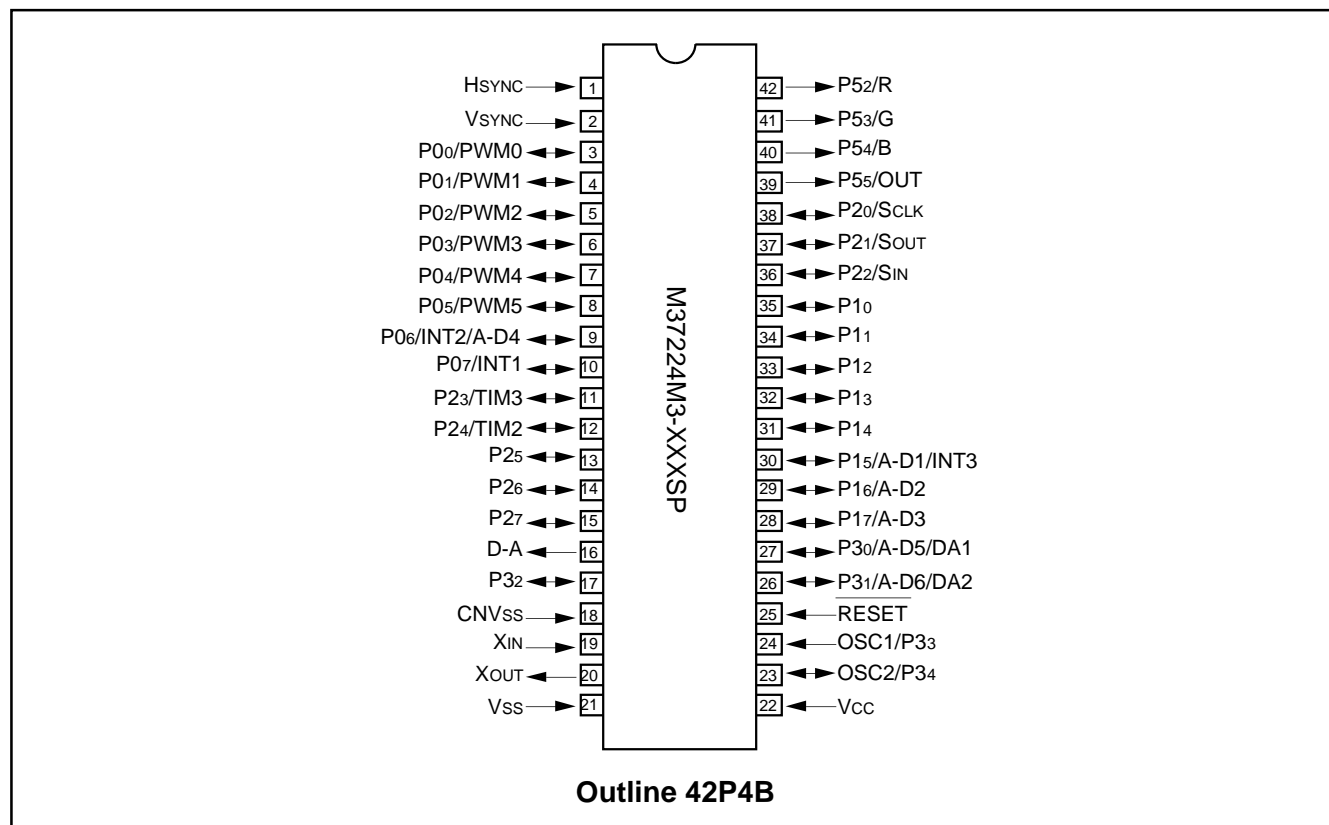 HSYNC 1 42 P52/R
VSYNC 2 41 P53/G
P00/PWM0 3 40 P54/B
P01/PWM1 4 39 P55/OUT
P02/PWM2 5 38 P20/SCLK
P03/PWM3 6 37 P21/SOUT
P04/PWM4 7 36 P22/SIN
P05/PWM5 8 35 P10
P06/INT2/A-D4 9 34 P11
P07/INT1 10 33 P12
P23/TIM3 11 32 P13
P24/TIM2 12 31 P14
P25 13 30 P15/A-D1/INT3
P26 14 29 P16/A-D2
P27 15 28 P17/A-D3
D-A 16 27 P30/A-D5/DA1
P32 17 26 P31/A-D6/DA2
CNVSS 18 25 RESET
XIN 19 24 OSC1/P33
XOUT 20 23 OSC2/P34
VSS 21 22 VCC
M37224M3-XXXSP
Outline 42P4B